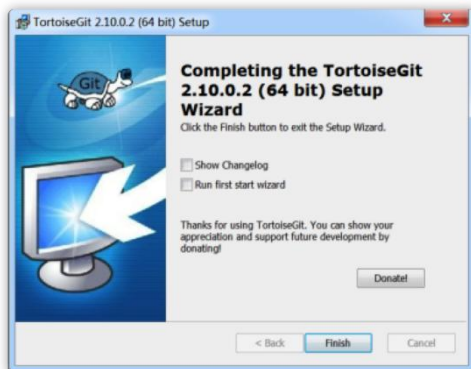 TortoiseGit 2.10.0.2 (64 bit) Setup
Git
Completing the TortoiseGit
2.10.0.2 (64 bit) Setup
Wizard
Click the Finish button to exit the Setup Wizard.
Show Changelog
Run first start wizard
Thanks for using TortoiseGit. You can show your
appreciation and support future development by
donating!
Donate!
< Back
Finish
Cancel